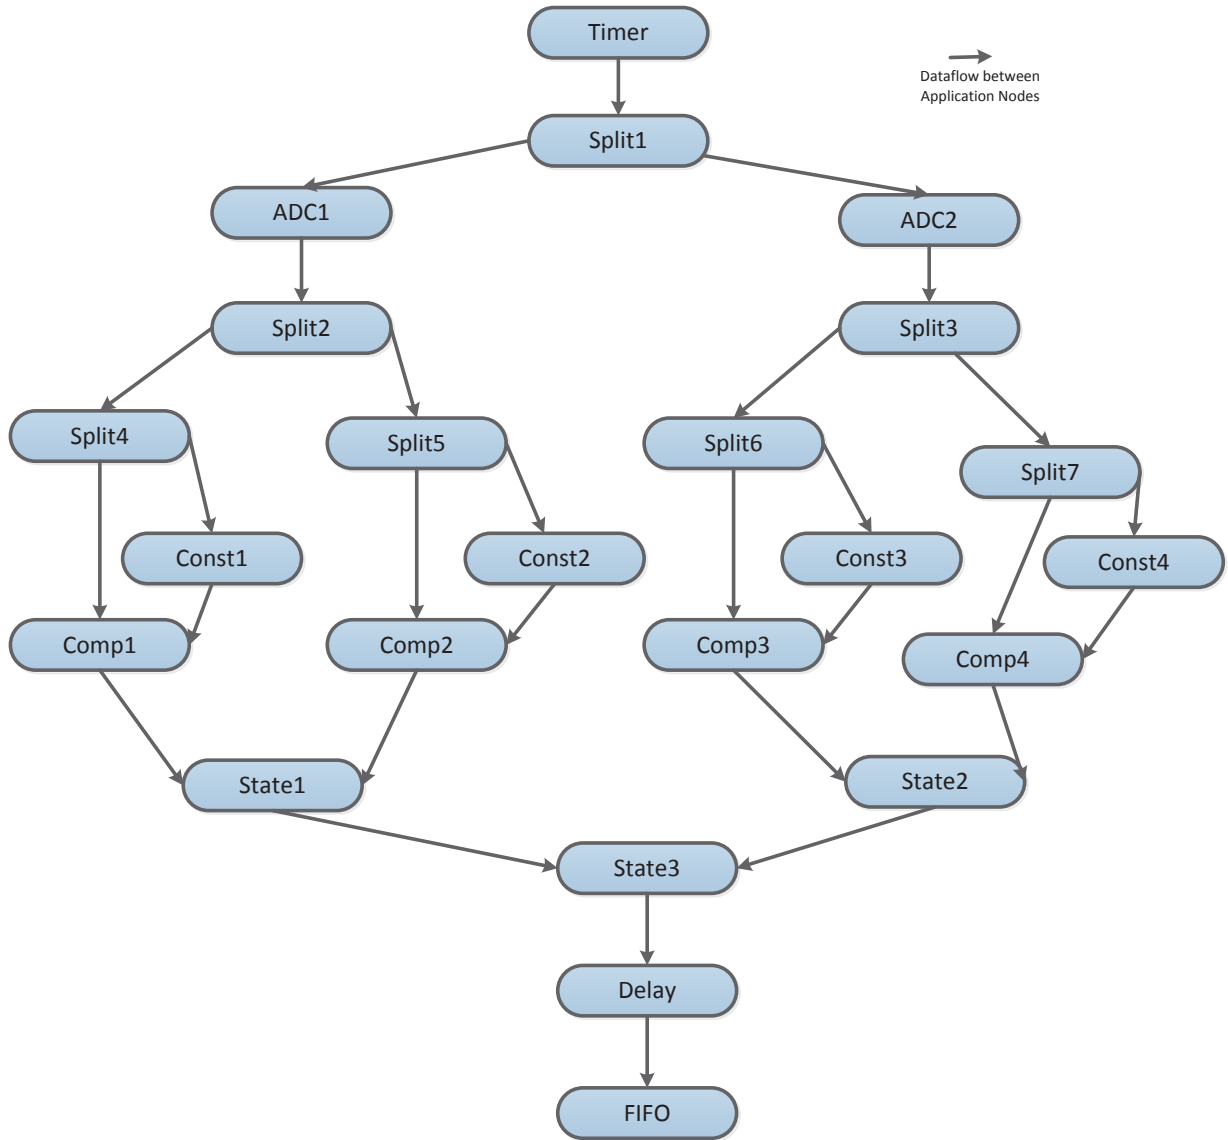 Timer
Dataflow between
Application Nodes
Split1
ADC1
ADC2
Split2
Split3
Split4
Split5
Split6
Split7
Const1
Const2
Const3
Const4
Comp1
Comp2
Comp3
Comp4
State1
State2
State3
Delay
FIFO